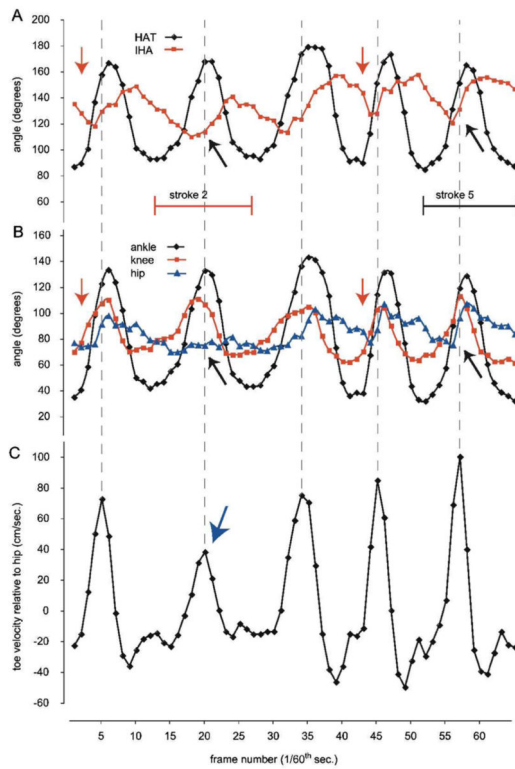 A
HAT
IHA
angle (degrees)
200
180
160
140
120
100
80
60
stroke 2
stroke 5
B
ankle
knee
hip
angle (degrees)
160
140
120
100
80
60
40
20
0
C
toe velocity relative to hip (cm/sec.)
100
80
60
40
20
0
-20
-40
-60
5 10 15 20 25 30 35 40 45 50 55 60
frame number (1/60th sec.)